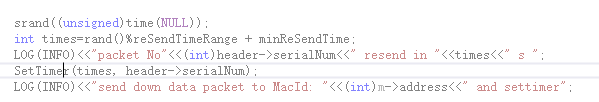 srand((unsigned)time(NULL));
int times=rand()%reSendTimeRange + minReSendTime;
LOG(INFO)<<"packet No"<<(int)header->serialNum<<" resend in "<<times<<" s ";
SetTimer(times, header->serialNum);
LOG(INFO)<<"send down data packet to MacId: "<<(int)m->address<<" and settimer";